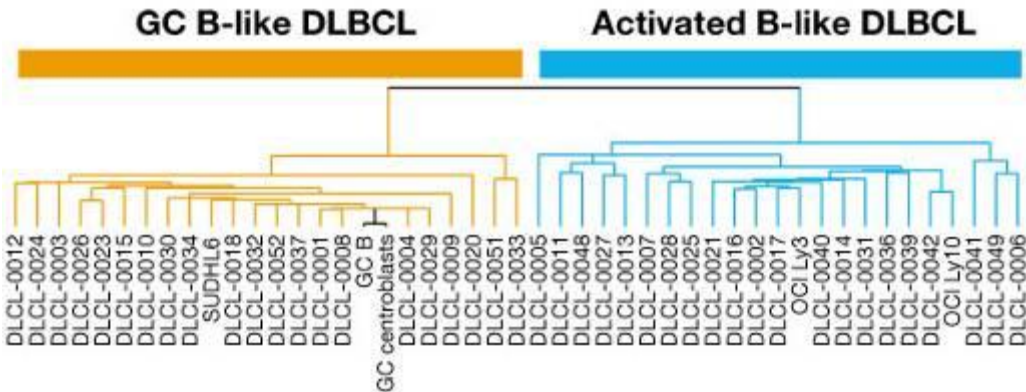 GC B-like DLBCL
Activated B-like DLBCL
DLCL-0012
DLCL-0024
DLCL-0003
DLCL-0026
DLCL-0023
DLCL-0015
DLCL-0010
DLCL-0030
DLCL-0034
SUDHL6
DLCL-0018
DLCL-0032
DLCL-0052
DLCL-0037
DLCL-0001
DLCL-0008
GC B
GC centroblasts
DLCL-0004
DLCL-0029
DLCL-0009
DLCL-0020
DLCL-0051
DLCL-0033
DLCL-0005
DLCL-0011
DLCL-0048
DLCL-0027
DLCL-0013
DLCL-0007
DLCL-0028
DLCL-0025
DLCL-0021
DLCL-0016
DLCL-0002
DLCL-0017
OCI Ly3
DLCL-0040
DLCL-0014
DLCL-0031
DLCL-0036
DLCL-0039
DLCL-0042
OCI Ly10
DLCL-0041
DLCL-0049
DLCL-0006